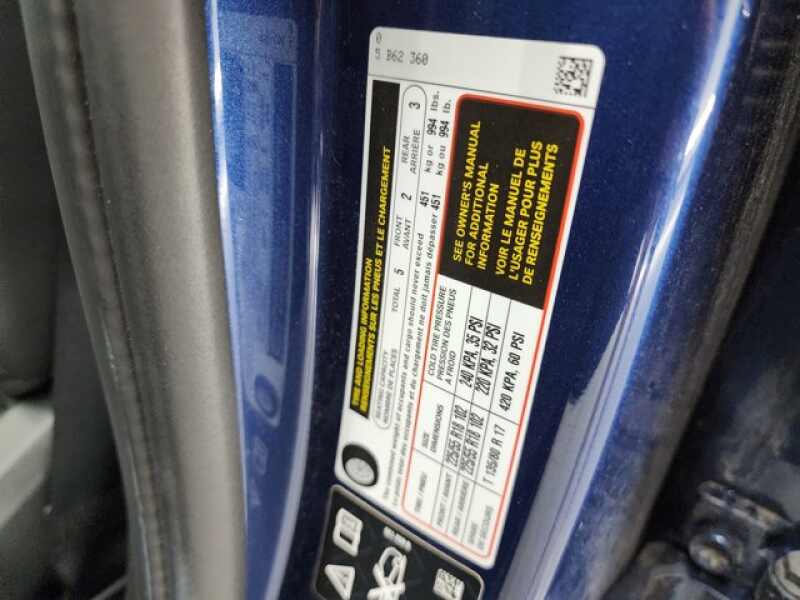 B62 360
TIRE AND LOADING INFORMATION
RENSEIGNEMENTS SUR LES PNEUS ET LE CHARGEMENT
SEATING CAPACITY
NOMBRE DE PLACES
TOTAL 5
FRONT
AVANT 2
REAR
ARRIÈRE 3
The combined weight of occupants and cargo should never exceed 451 kg or 994 lbs.
Le poids total des occupants et du chargement ne doit jamais dépasser 451 kg ou 994 lb.
TIRE / PNEU
SIZE
DIMENSIONS
COLD TIRE PRESSURE
PRESSION DES PNEUS
A FROID
FRONT / AVANT 225/55 R18 102 240 KPA, 35 PSI
REAR / ARRIÈRE 225/55 R18 102 220 KPA, 32 PSI
SPARE
DE SECOURS T 135/80 R 17 420 KPA, 60 PSI
SEE OWNER'S MANUAL
FOR ADDITIONAL
INFORMATION
VOIR LE MANUEL DE
L'USAGER POUR PLUS
DE RENSEIGNEMENTS